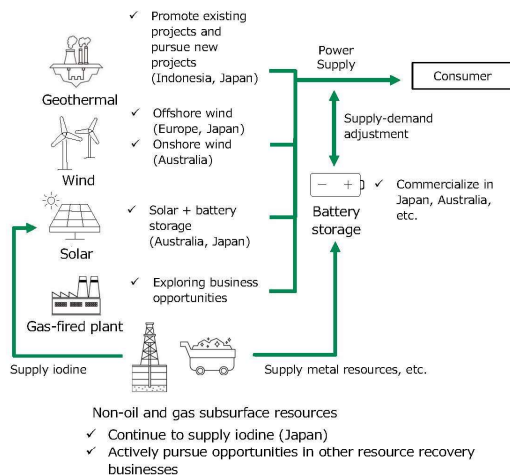 ✓ Promote existing
projects and
pursue new
projects
(Indonesia, Japan)
Geothermal
Power
Supply
Consumer
✓ Offshore wind
(Europe, Japan)
✓ Onshore wind
(Australia)
Wind
Supply-demand
adjustment
− +
Battery
storage
✓ Commercialize in
Japan, Australia,
etc.
✓ Solar + battery
storage
(Australia, Japan)
Solar
✓ Exploring business
opportunities
Gas-fired plant
Supply iodine
Supply metal resources, etc.
Non-oil and gas subsurface resources
✓ Continue to supply iodine (Japan)
✓ Actively pursue opportunities in other resource recovery
businesses